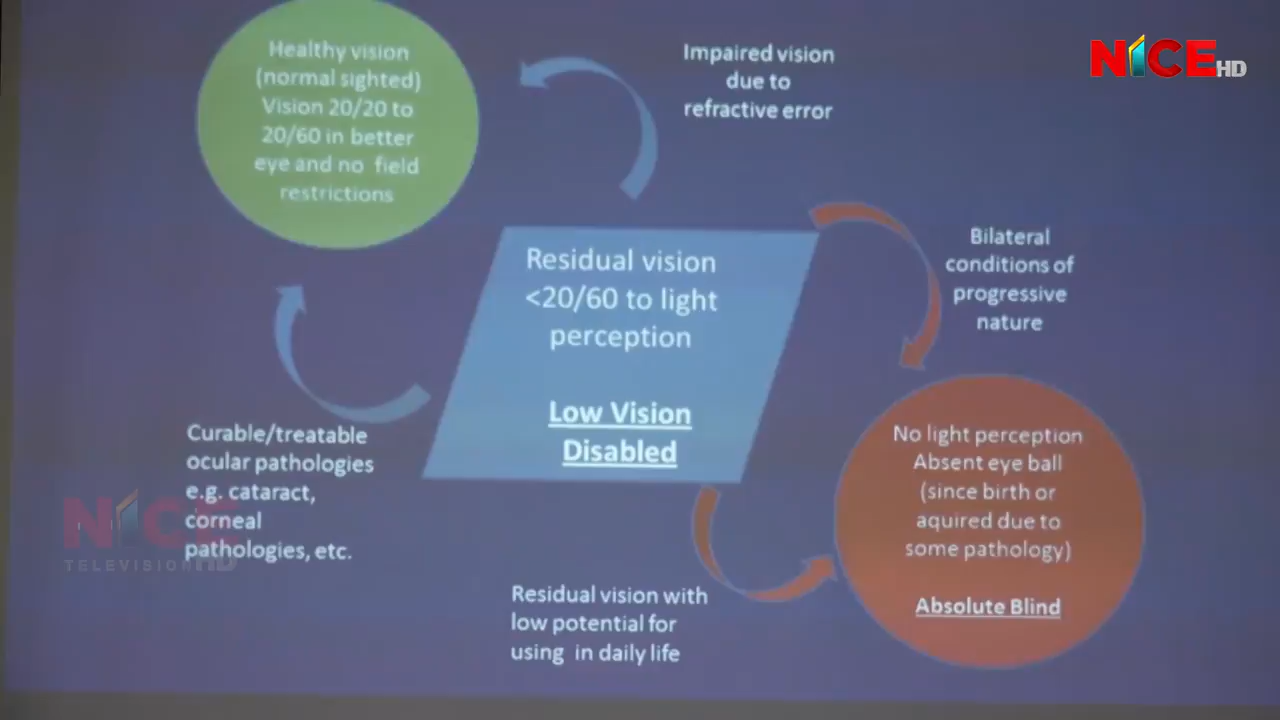 Healthy vision
(normal sighted)
Vision 20/20 to
20/60 in better
eye and no field
restrictions
Impaired vision
due to
refractive error
NICE HD
Bilateral
conditions of
progressive
nature
Residual vision
<20/60 to light
perception
Low Vision
Disabled
Curable/treatable
ocular pathologies
e.g. cataract,
corneal
pathologies, etc.
NICE
TELEVISION HD
No light perception
Absent eye ball
(since birth or
aquired due to
some pathology)
Absolute Blind
Residual vision with
low potential for
using in daily life